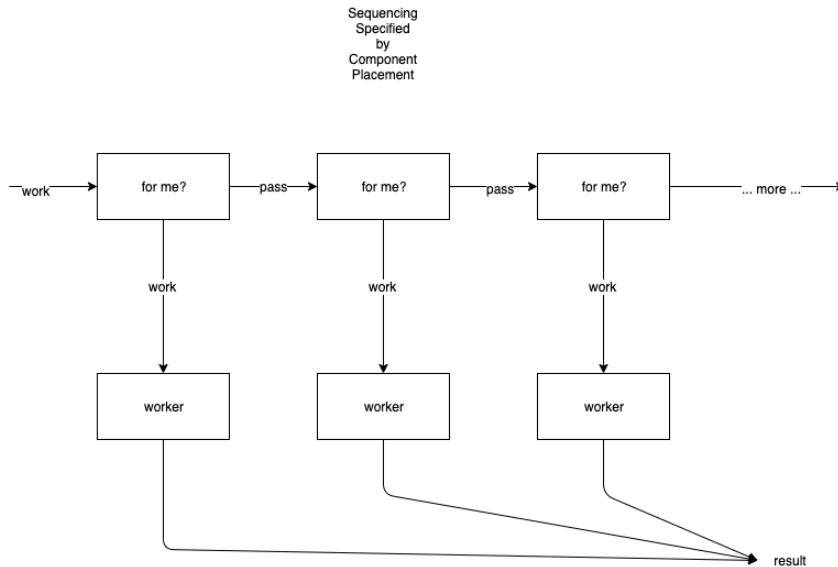 Sequencing
Specified
by
Component
Placement
work
for me?
pass
for me?
pass
for me?
... more ...
work
work
work
worker
worker
worker
result